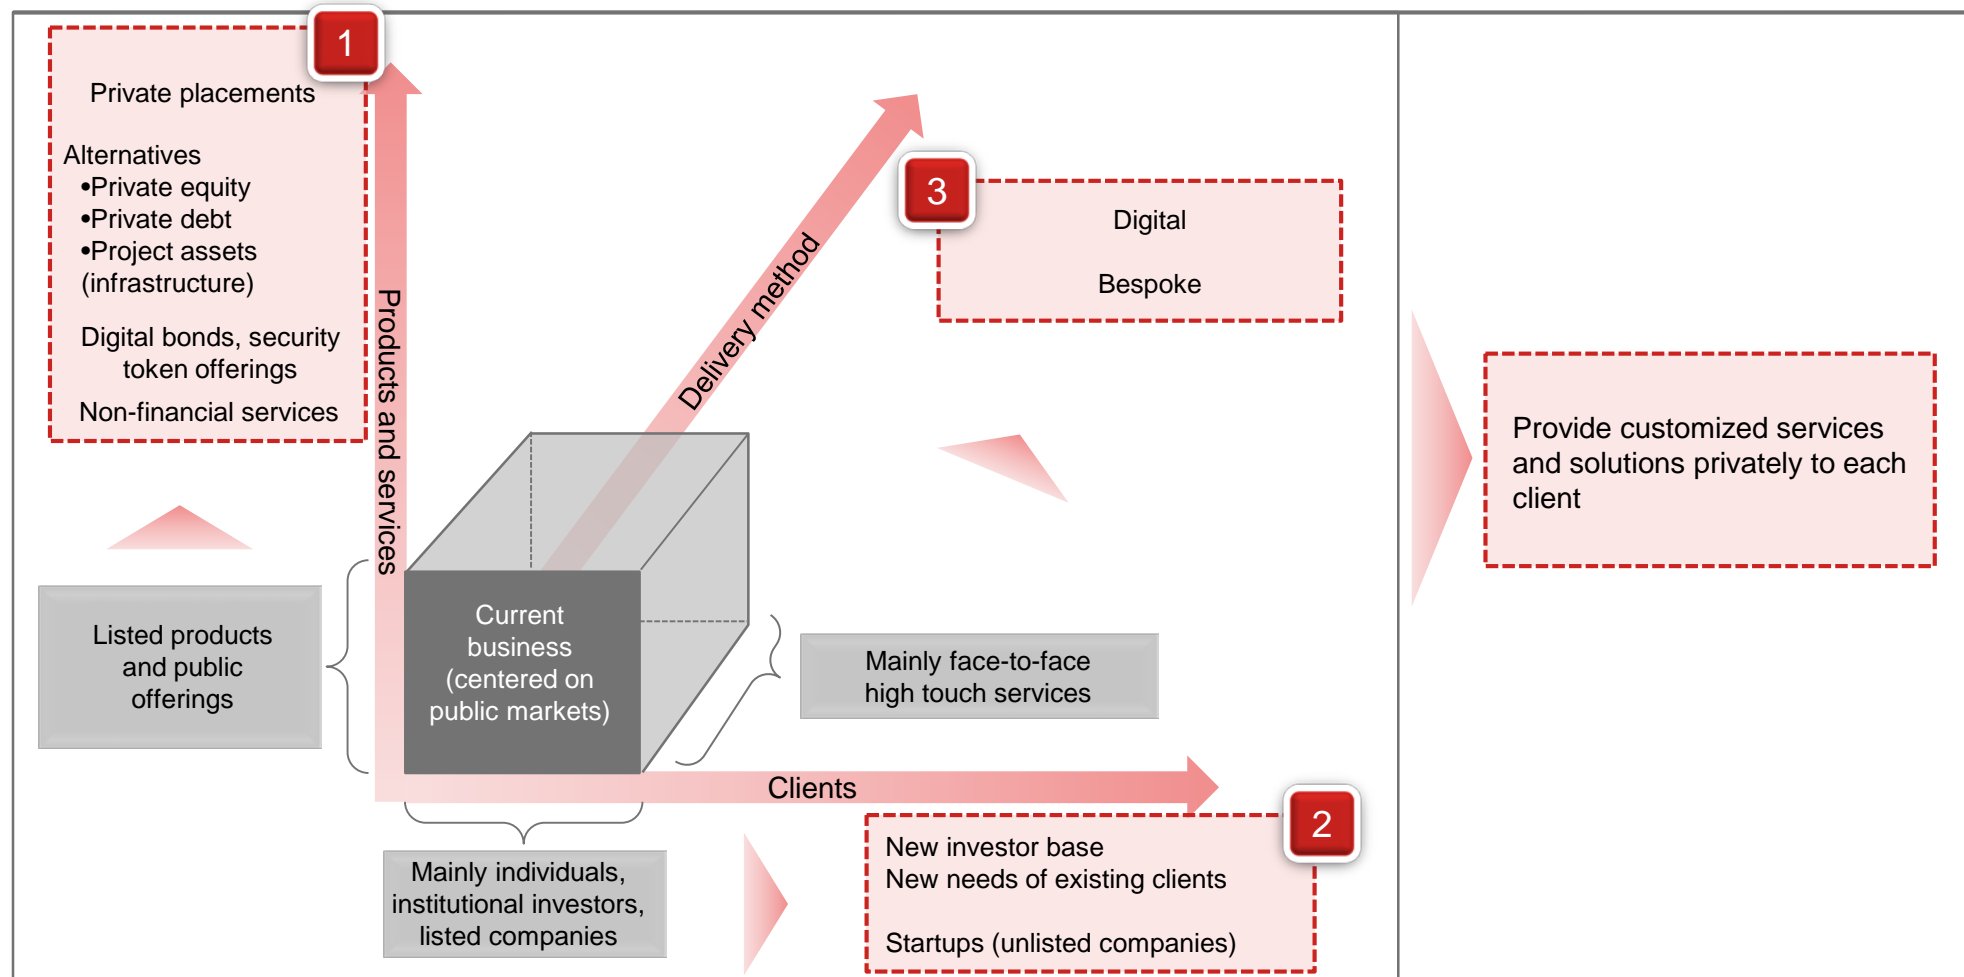 1
Private placements
Alternatives
•Private equity
•Private debt
•Project assets
(infrastructure)
Digital bonds, security
token offerings
Non-financial services
Products and services
Delivery method
3
Digital
Bespoke
Provide customized services
and solutions privately to each
client
Listed products
and public
offerings
Current
business
(centered on
public markets)
Mainly face-to-face
high touch services
Clients
Mainly individuals,
institutional investors,
listed companies
2
New investor base
New needs of existing clients
Startups (unlisted companies)